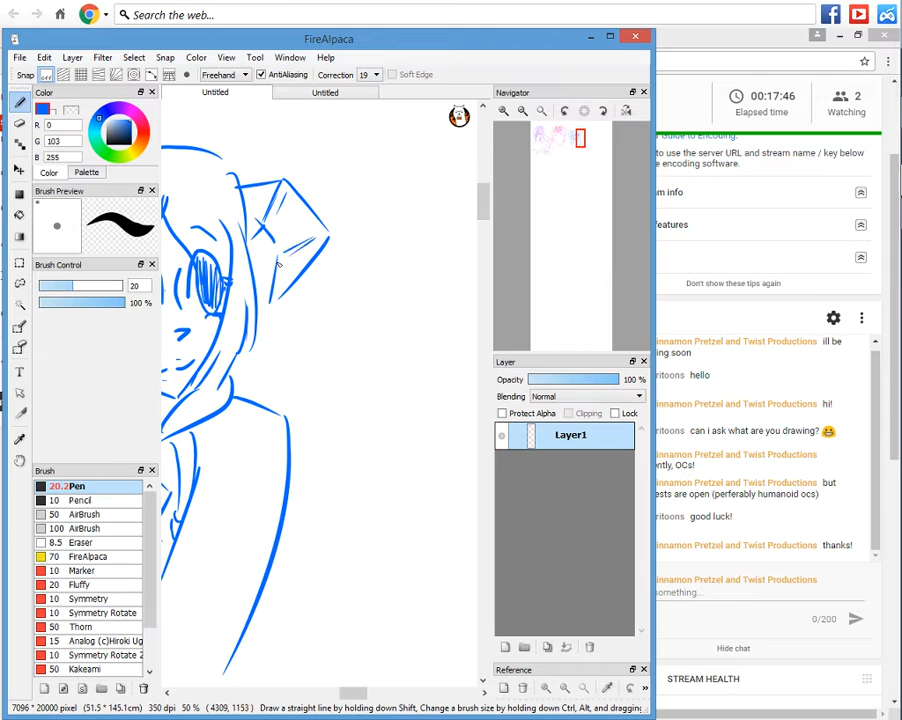 Search the web...
FireAlpaca
File Edit Layer Filter Select Snap Color View Tool Window Help
Snap off Freehand AntiAliasing Correction 19 Soft Edge
Color
Untitled Untitled
Navigator
R 0
G 103
B 255
Color Palette
Brush Preview
Brush Control
20
100 %
Layer
Opacity 100 %
Blending Normal
Protect Alpha Clipping Lock
Layer1
Brush
20.2 Pen
10 Pencil
50 AirBrush
100 AirBrush
8.5 Eraser
70 FireAlpaca
10 Marker
20 Fluffy
10 Symmetry
10 Symmetry Rotate
50 Thorn
15 Analog (c)Hiroki Ug
10 Symmetry Rotate 2
50 Kakeami
Reference
7096 * 20000 pixel (51.5 * 145.1cm) 350 dpi 50 % ( 4309, 1153 ) Draw a straight line by holding down Shift, Change a brush size by holding down Ctrl, Alt, and dragging
00:17:46
Elapsed time
2
Watching
Guide to Encoding.
to use the server URL and stream name / key below
encoding software.
am info
features
Don't show these tips again
innamon Pretzel and Twist Productions ill be
ing soon
ritoons hello
innamon Pretzel and Twist Productions
hi!
ritoons can i ask what are you drawing?
innamon Pretzel and Twist Productions
ntly, OCs!
innamon Pretzel and Twist Productions but
ests are open (perferably humanoid ocs)
ritoons good luck!
innamon Pretzel and Twist Productions
thanks!
innamon Pretzel and Twist Productions
something...
0/200
Hide chat
STREAM HEALTH